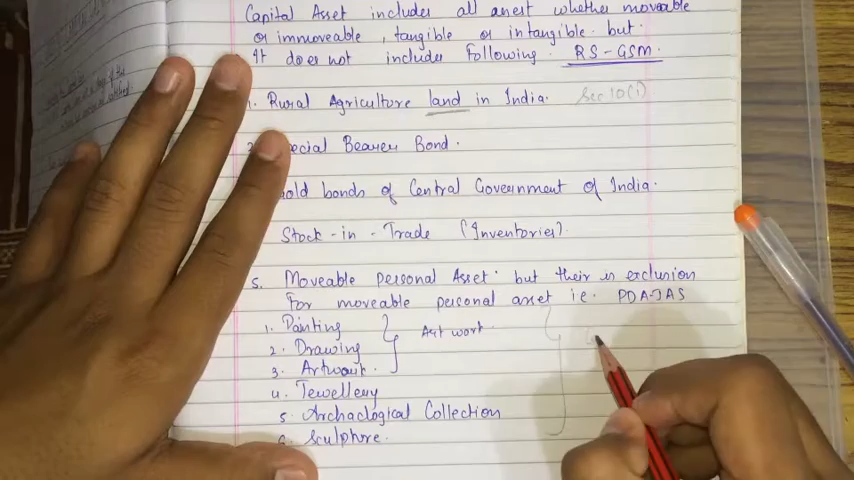 Capital Asset includes all asset whether moveable
or immoveable, tangible or intangible. but
It does not includes following. RS-GSM.
1. Rural Agriculture land in India. Sec 10(1)
ecial Bearer Bond.
old bonds of Central Government of India.
Stock-in-Trade (Inventories).
5. Moveable personal Asset. but their is exclusion
for moveable personal asset i.e. PDA-JAS
1. Painting
2. Drawing Art work.
3. Artwork.
4. Jewellery
5. Archaelogical Collection
6. Sculpture.